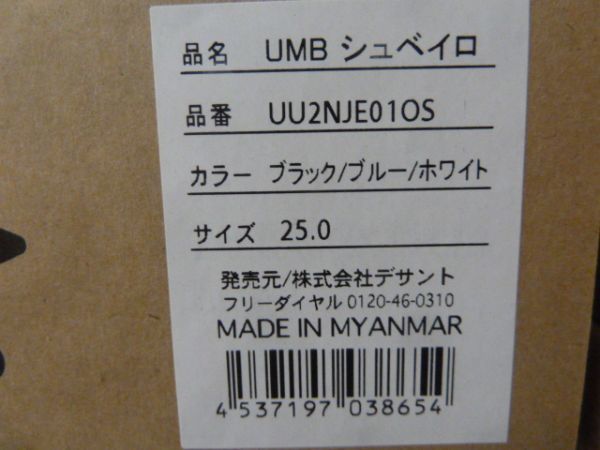 品名 UMB シュベイロ
品番 UU2NJE01OS
カラー ブラック/ブルー/ホワイト
サイズ 25.0
発売元/株式会社デサント
フリーダイヤル 0120-46-0310
MADE IN MYANMAR
4 537197 038654